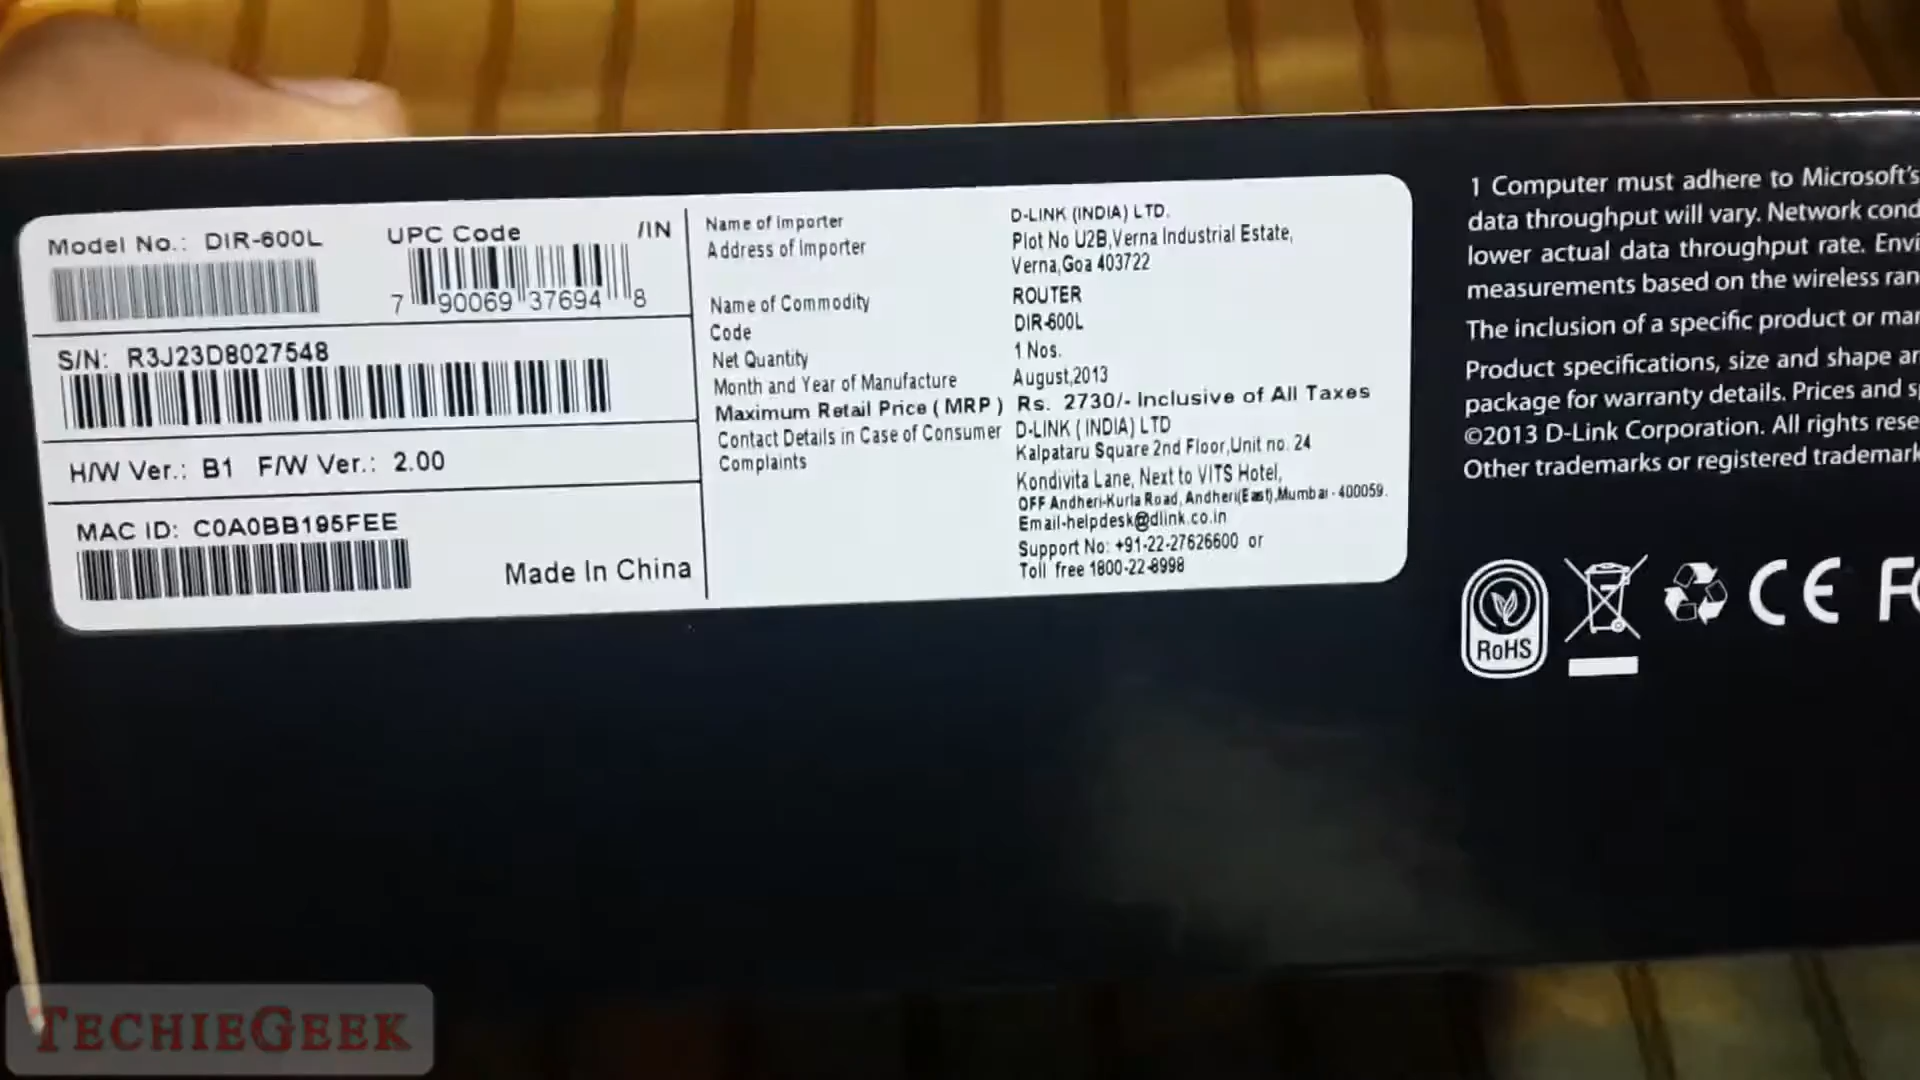 Model No.: DIR-600L
UPC Code /IN
7 90069 37694 8
S/N: R3J23D8027548
H/W Ver.: B1 F/W Ver.: 2.00
MAC ID: C0A0BB195FEE
Made In China
Name of Importer D-LINK (INDIA) LTD.
Address of Importer Plot No U2B,Verna Industrial Estate,
Verna,Goa 403722
Name of Commodity ROUTER
Code DIR-600L
Net Quantity 1 Nos.
Month and Year of Manufacture August,2013
Maximum Retail Price ( MRP ) Rs. 2730/- Inclusive of All Taxes
Contact Details in Case of Consumer D-LINK ( INDIA) LTD
Complaints Kalpataru Square 2nd Floor,Unit no. 24
Kondivita Lane, Next to VITS Hotel,
OFF Andheri-Kurla Road, Andheri(East),Mumbai - 400059.
Email-helpdesk@dlink.co.in
Support No: +91-22-27626600 or
Toll free 1800-22-8998
1 Computer must adhere to Microsoft's
data throughput will vary. Network
lower actual data throughput rate.
measurements based on the wireless
The inclusion of a specific product or
Product specifications, size and shape
package for warranty details. Prices and
©2013 D-Link Corporation. All rights
Other trademarks or registered
RoHS
CE
TECHIEGEEK